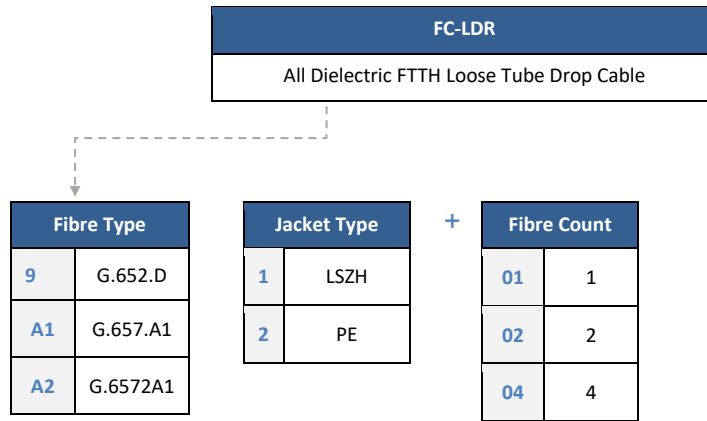 FC-LDR
All Dielectric FTTH Loose Tube Drop Cable
Fibre Type
9 G.652.D
A1 G.657.A1
A2 G.6572A1
Jacket Type
1 LSZH
2 PE
+
Fibre Count
01 1
02 2
04 4